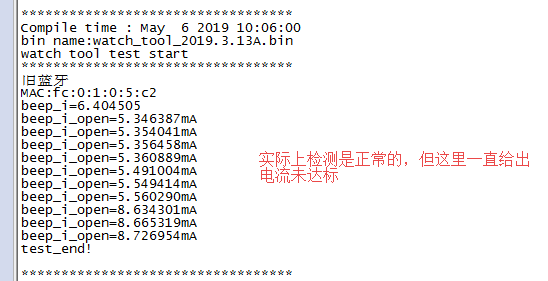 **********************************
Compile time : May  6 2019 10:06:00
bin name:watch_tool_2019.3.13A.bin
watch tool test start
**********************************
旧蓝牙
MAC:fc:0:1:0:5:c2
beep_i=6.404505
beep_i_open=5.346387mA
beep_i_open=5.354041mA
beep_i_open=5.356458mA
beep_i_open=5.360889mA
beep_i_open=5.491004mA
beep_i_open=5.549414mA
beep_i_open=5.560290mA
beep_i_open=8.634301mA
beep_i_open=8.665319mA
beep_i_open=8.726954mA
test_end!
**********************************
实际上检测是正常的，但这里一直给出
电流未达标